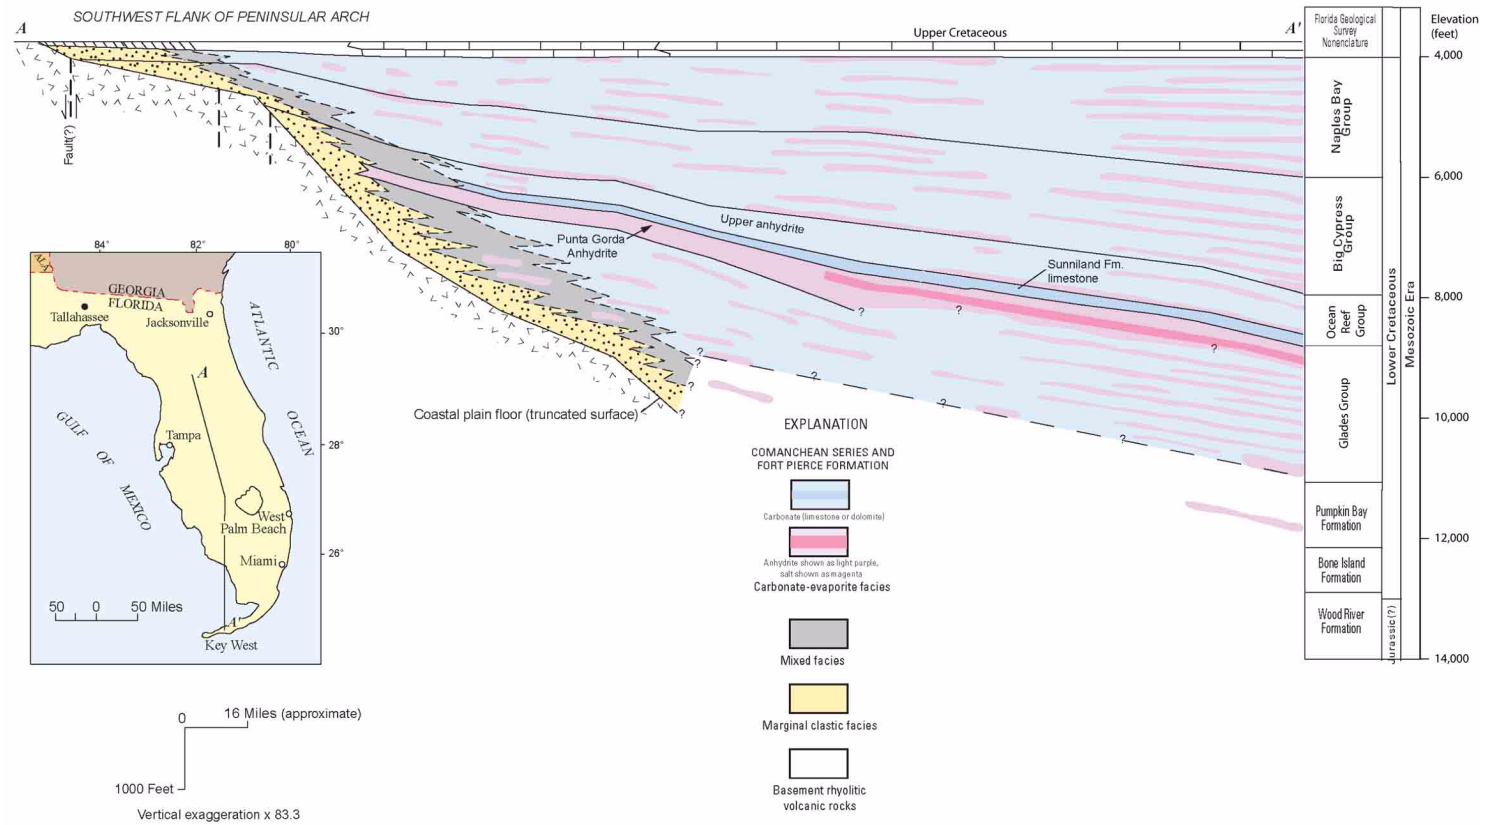 SOUTHWEST FLANK OF PENINSULAR ARCH
A
A'
Upper Cretaceous
Florida Geological
Survey
Nomenclature
Elevation
(feet)
4,000
6,000
8,000
10,000
12,000
14,000
Naples Bay
Group
Big Cypress
Group
Ocean
Reef
Group
Glades Group
Pumpkin Bay
Formation
Bone Island
Formation
Wood River
Formation
Lower Cretaceous
Jurassic(?)
Mesozoic Era
Fault(?)
Upper anhydrite
Punta Gorda
Anhydrite
Sunniland Fm.
limestone
?
?
?
?
?
?
?
?
?
?
Coastal plain floor (truncated surface)
84°
82°
80°
ALA
GEORGIA
FLORIDA
Tallahassee
Jacksonville
ATLANTIC
OCEAN
30°
A
GULF
OF
MEXICO
Tampa
28°
West
Palm Beach
Miami
26°
50 0 50 Miles
A'
Key West
0
16 Miles (approximate)
1000 Feet
Vertical exaggeration x 83.3
EXPLANATION
COMANCHEAN SERIES AND
FORT PIERCE FORMATION
Carbonate (limestone or dolomite)
Anhydrite shown as light purple,
salt shown as magenta
Carbonate-evaporite facies
Mixed facies
Marginal clastic facies
Basement rhyolitic
volcanic rocks